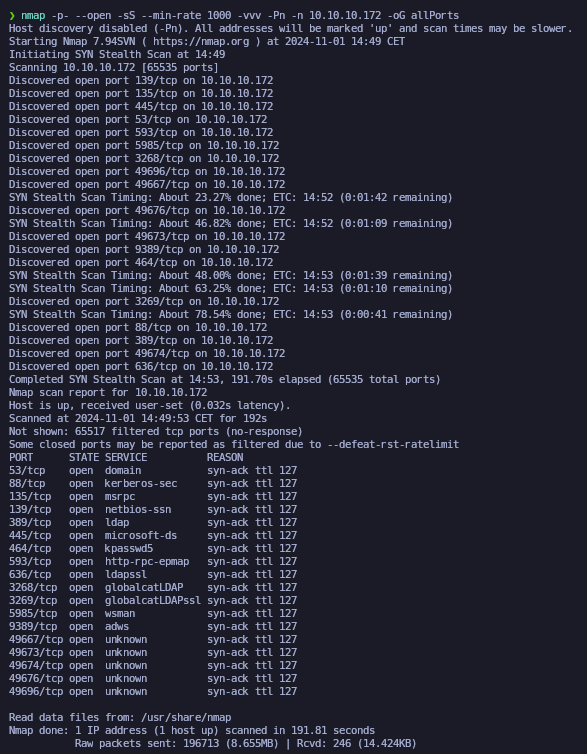 ❯ nmap -p- --open -sS --min-rate 1000 -vvv -Pn -n 10.10.10.172 -oG allPorts
Host discovery disabled (-Pn). All addresses will be marked 'up' and scan times may be slower.
Starting Nmap 7.94SVN ( https://nmap.org ) at 2024-11-01 14:49 CET
Initiating SYN Stealth Scan at 14:49
Scanning 10.10.10.172 [65535 ports]
Discovered open port 139/tcp on 10.10.10.172
Discovered open port 135/tcp on 10.10.10.172
Discovered open port 445/tcp on 10.10.10.172
Discovered open port 53/tcp on 10.10.10.172
Discovered open port 593/tcp on 10.10.10.172
Discovered open port 5985/tcp on 10.10.10.172
Discovered open port 3268/tcp on 10.10.10.172
Discovered open port 49696/tcp on 10.10.10.172
Discovered open port 49667/tcp on 10.10.10.172
SYN Stealth Scan Timing: About 23.27% done; ETC: 14:52 (0:01:42 remaining)
Discovered open port 49676/tcp on 10.10.10.172
SYN Stealth Scan Timing: About 46.82% done; ETC: 14:52 (0:01:09 remaining)
Discovered open port 49673/tcp on 10.10.10.172
Discovered open port 9389/tcp on 10.10.10.172
Discovered open port 464/tcp on 10.10.10.172
SYN Stealth Scan Timing: About 48.00% done; ETC: 14:53 (0:01:39 remaining)
SYN Stealth Scan Timing: About 63.25% done; ETC: 14:53 (0:01:10 remaining)
Discovered open port 3269/tcp on 10.10.10.172
SYN Stealth Scan Timing: About 78.54% done; ETC: 14:53 (0:00:41 remaining)
Discovered open port 88/tcp on 10.10.10.172
Discovered open port 389/tcp on 10.10.10.172
Discovered open port 49674/tcp on 10.10.10.172
Discovered open port 636/tcp on 10.10.10.172
Completed SYN Stealth Scan at 14:53, 191.70s elapsed (65535 total ports)
Nmap scan report for 10.10.10.172
Host is up, received user-set (0.032s latency).
Scanned at 2024-11-01 14:49:53 CET for 192s
Not shown: 65517 filtered tcp ports (no-response)
Some closed ports may be reported as filtered due to --defeat-rst-ratelimit
PORT      STATE SERVICE          REASON
53/tcp    open  domain           syn-ack ttl 127
88/tcp    open  kerberos-sec     syn-ack ttl 127
135/tcp   open  msrpc            syn-ack ttl 127
139/tcp   open  netbios-ssn      syn-ack ttl 127
389/tcp   open  ldap             syn-ack ttl 127
445/tcp   open  microsoft-ds     syn-ack ttl 127
464/tcp   open  kpasswd5         syn-ack ttl 127
593/tcp   open  http-rpc-epmap   syn-ack ttl 127
636/tcp   open  ldapssl          syn-ack ttl 127
3268/tcp  open  globalcatLDAP    syn-ack ttl 127
3269/tcp  open  globalcatLDAPssl syn-ack ttl 127
5985/tcp  open  wsman            syn-ack ttl 127
9389/tcp  open  adws             syn-ack ttl 127
49667/tcp open  unknown          syn-ack ttl 127
49673/tcp open  unknown          syn-ack ttl 127
49674/tcp open  unknown          syn-ack ttl 127
49676/tcp open  unknown          syn-ack ttl 127
49696/tcp open  unknown          syn-ack ttl 127
Read data files from: /usr/share/nmap
Nmap done: 1 IP address (1 host up) scanned in 191.81 seconds
Raw packets sent: 196713 (8.655MB) | Rcvd: 246 (14.424KB)